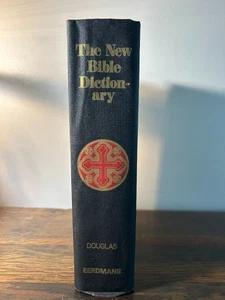 The New
Bible
Diction-
ary
DOUGLAS
EERDMANS